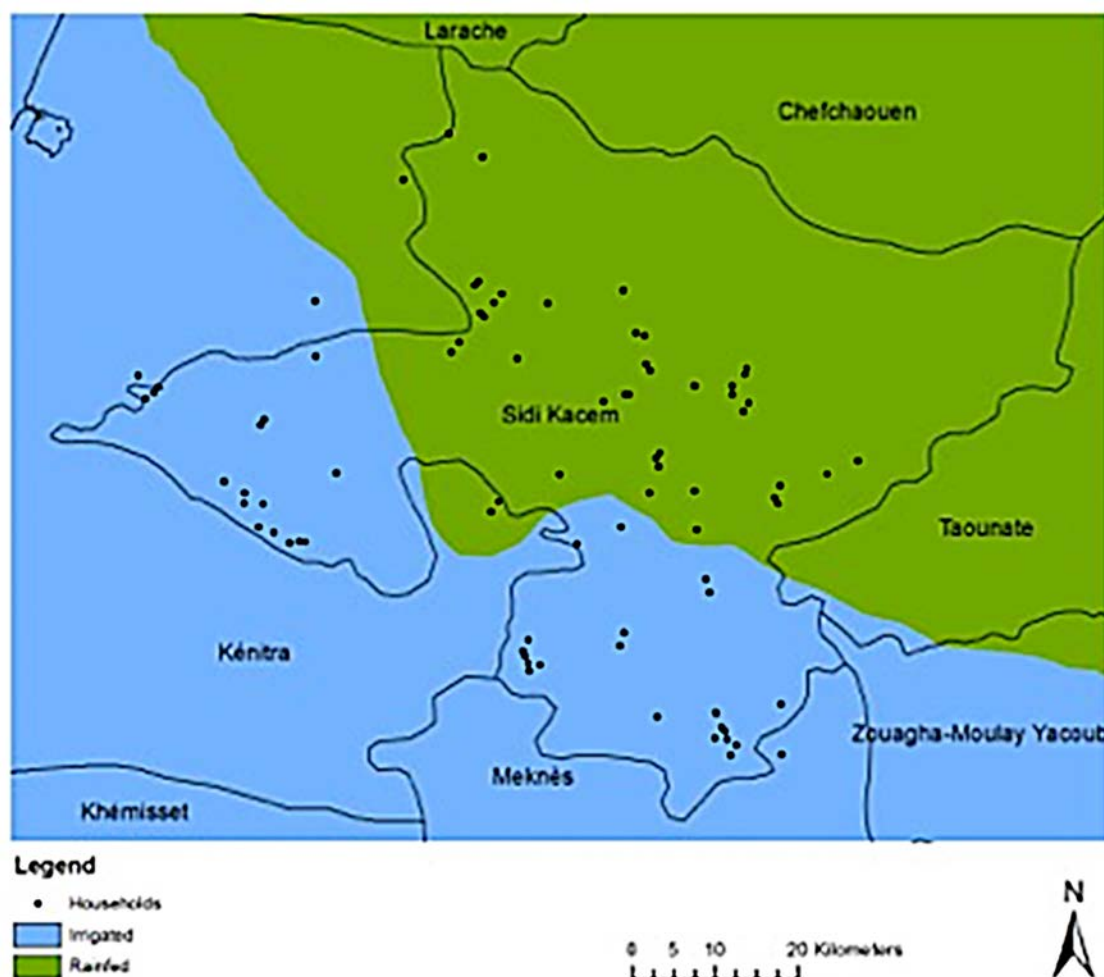 Larache
Chefchaouen
Sidi Kacem
Taounate
Kénitra
Zouagha-Moulay Yacoub
Meknès
Khémisset
Legend
Households
Irrigated
Rainfed
0 5 10 20 Kilometers
N